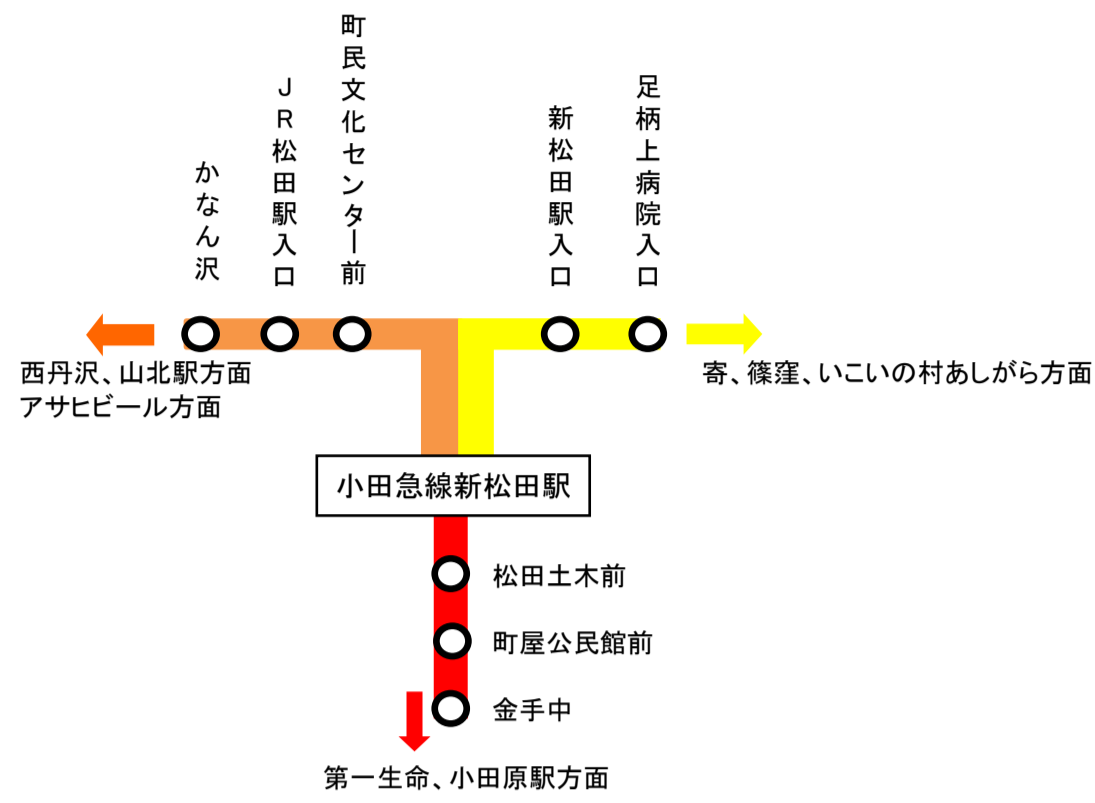 かなん沢
JR松田駅入口
町民文化センター前
新松田駅入口
足柄上病院入口
西丹沢、山北駅方面
アサヒビール方面
寄、篠窪、いこいの村あしがら方面
小田急線新松田駅
松田土木前
町屋公民館前
金手中
第一生命、小田原駅方面